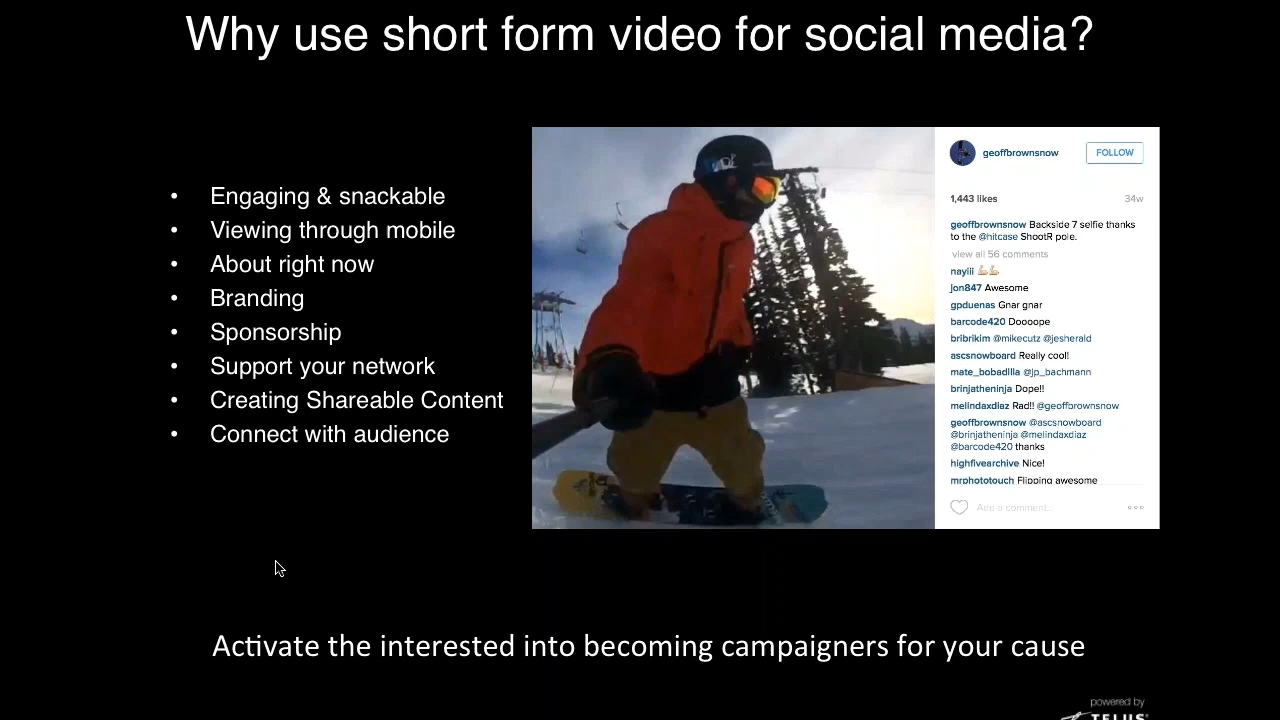 Why use short form video for social media?
• Engaging & snackable
• Viewing through mobile
• About right now
• Branding
• Sponsorship
• Support your network
• Creating Shareable Content
• Connect with audience
geoffbrownsnow FOLLOW
1,443 likes 34w
geoffbrownsnow Backside 7 selfie thanks
to the @hitcase ShootR pole.
view all 56 comments
nayiii 💪🏼💪🏼
jon847 Awesome
gpduenas Gnar gnar
barcode420 Doooope
bribrikim @mikecutz @jesherald
ascsnowboard Really cool!
mate_bobadilla @jp_bachmann
brinjatheninja Dope!!
melindaxdiaz Rad!! @geoffbrownsnow
geoffbrownsnow @ascsnowboard
@brinjatheninja @melindaxdiaz
@barcode420 thanks
highfivearchive Nice!
mrphototouch Flipping awesome
Add a comment...
Activate the interested into becoming campaigners for your cause
powered by
TELUS